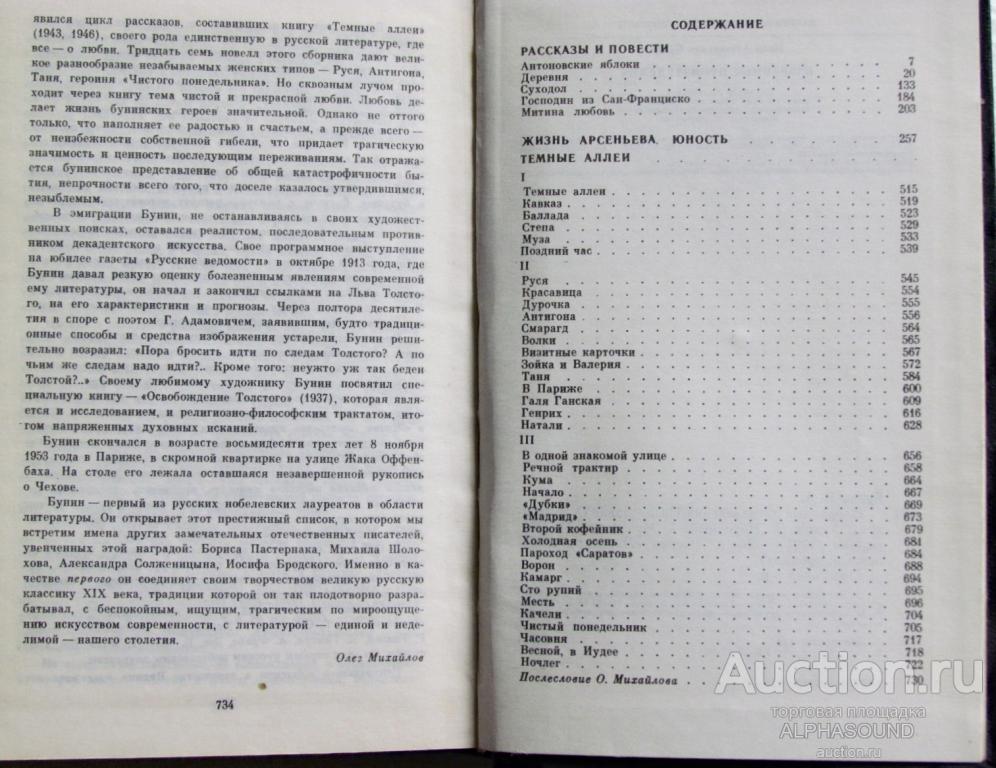 явился цикл рассказов, составивших книгу «Темные аллеи»
(1943, 1946), своего рода единственную в русской литературе, где
все — о любви. Тридцать семь новелл этого сборника дают вели-
кое разнообразие незабываемых женских типов — Руся, Антигона,
Таня, героиня «Чистого понедельника». Но сквозным лучом про-
ходит через книгу тема чистой и прекрасной любви. Любовь де-
лает жизнь бунинских героев значительной. Однако не оттого
только, что наполняет ее радостью и счастьем, а прежде всего —
от неизбежности собственной гибели, что придает трагическую
значимость и ценность последующим переживаниям. Так отража-
ется бунинское представление об общей катастрофичности бы-
тия, непрочности всего того, что доселе казалось утвердившимся,
незыблемым.
В эмиграции Бунин, не останавливаясь в своих художест-
венных поисках, оставался реалистом, последовательным против-
ником декадентского искусства. Свое программное выступление
на юбилее газеты «Русские ведомости» в октябре 1913 года, где
Бунин давал резкую оценку болезненным явлениям современной
ему литературы, он начал и закончил ссылками на Льва Толсто-
го, на его характеристики и прогнозы. Через полтора десятиле-
тия в споре с поэтом Г. Адамовичем, заявившим, будто традици-
онные способы и средства изображения устарели, Бунин реши-
тельно возразил: «Пора бросить идти по следам Толстого? А по
чьим же следам надо идти?.. Кроме того: неужто уж так беден
Толстой?..» Своему любимому художнику Бунин посвятил спе-
циальную книгу — «Освобождение Толстого» (1937), которая явля-
ется и исследованием, и религиозно-философским трактатом, ито-
гом напряженных духовных исканий.
Бунин скончался в возрасте восьмидесяти трех лет 8 ноября
1953 года в Париже, в скромной квартирке на улице Жака Оффен-
баха. На столе его лежала оставшаяся незавершенной рукопись
о Чехове.
Бунин — первый из русских нобелевских лауреатов в области
литературы. Он открывает этот престижный список, в котором мы
встретим имена других замечательных отечественных писателей,
увенченных этой наградой: Бориса Пастернака, Михаила Шоло-
хова, Александра Солженицына, Иосифа Бродского. Именно в ка-
честве первого он соединяет своим творчеством великую русскую
классику XIX века, традиции которой он так плодотворно разра-
батывал, с беспокойным, ищущим, трагическим по мироощуще-
нию искусством современности, с литературой — единой и неде-
лимой — нашего столетия.
Олег Михайлов
734
СОДЕРЖАНИЕ
РАССКАЗЫ И ПОВЕСТИ
Антоновские яблоки 7
Деревня 20
Суходол 133
Господин из Сан-Франциско 184
Митина любовь 203
ЖИЗНЬ АРСЕНЬЕВА. ЮНОСТЬ 257
ТЕМНЫЕ АЛЛЕИ
I
Темные аллеи 515
Кавказ 519
Баллада 523
Степа 529
Муза 533
Поздний час 539
II
Руся 545
Красавица 554
Дурочка 555
Антигона 556
Смарагд 564
Волки 565
Визитные карточки 567
Зойка и Валерия 572
Таня 584
В Париже 600
Галя Ганская 609
Генрих 616
Натали 628
III
В одной знакомой улице 656
Речной трактир 658
Кума 664
Начало 667
«Дубки» 669
«Мадрид» 673
Второй кофейник 679
Холодная осень 681
Пароход «Саратов» 684
Ворон 688
Камарг 694
Сто рупий 695
Месть 696
Качели 704
Чистый понедельник 705
Часовня 717
Весной, в Иудее 718
Ночлег 722
Послесловие О. Михайлова 730
Auction.ru
торговая площадка
ALPHASOUND
auction.ru